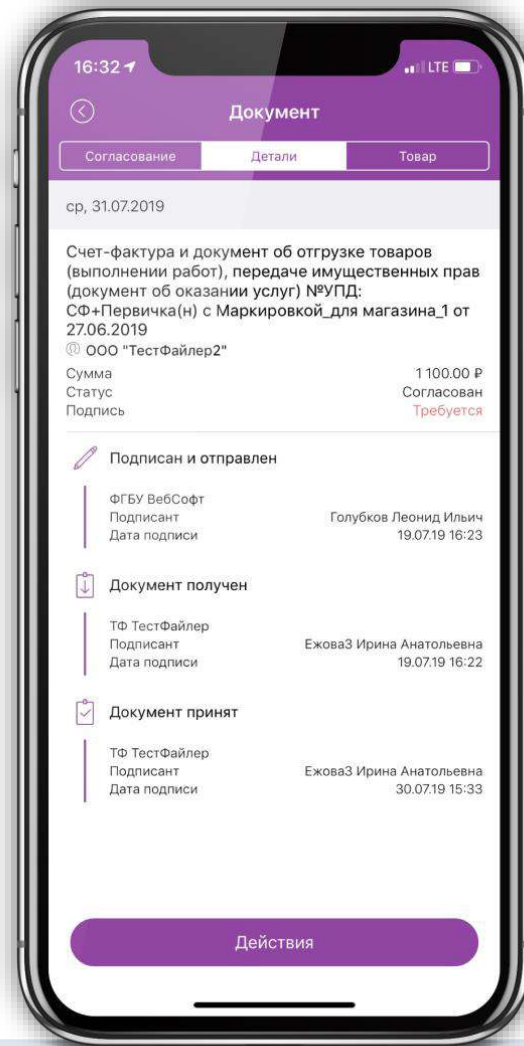 16:32
LTE
Документ
Согласование Детали Товар
ср, 31.07.2019
Счет-фактура и документ об отгрузке товаров
(выполнении работ), передаче имущественных прав
(документ об оказании услуг) №УПД:
СФ+Первичка(н) с Маркировкой_для магазина_1 от
27.06.2019
ООО "ТестФайлер2"
Сумма 1 100.00 ₽
Статус Согласован
Подпись Требуется
Подписан и отправлен
ФГБУ ВебСофт
Подписант Голубков Леонид Ильич
Дата подписи 19.07.19 16:23
Документ получен
ТФ ТестФайлер
Подписант Ежова3 Ирина Анатольевна
Дата подписи 19.07.19 16:22
Документ принят
ТФ ТестФайлер
Подписант Ежова3 Ирина Анатольевна
Дата подписи 30.07.19 15:33
Действия